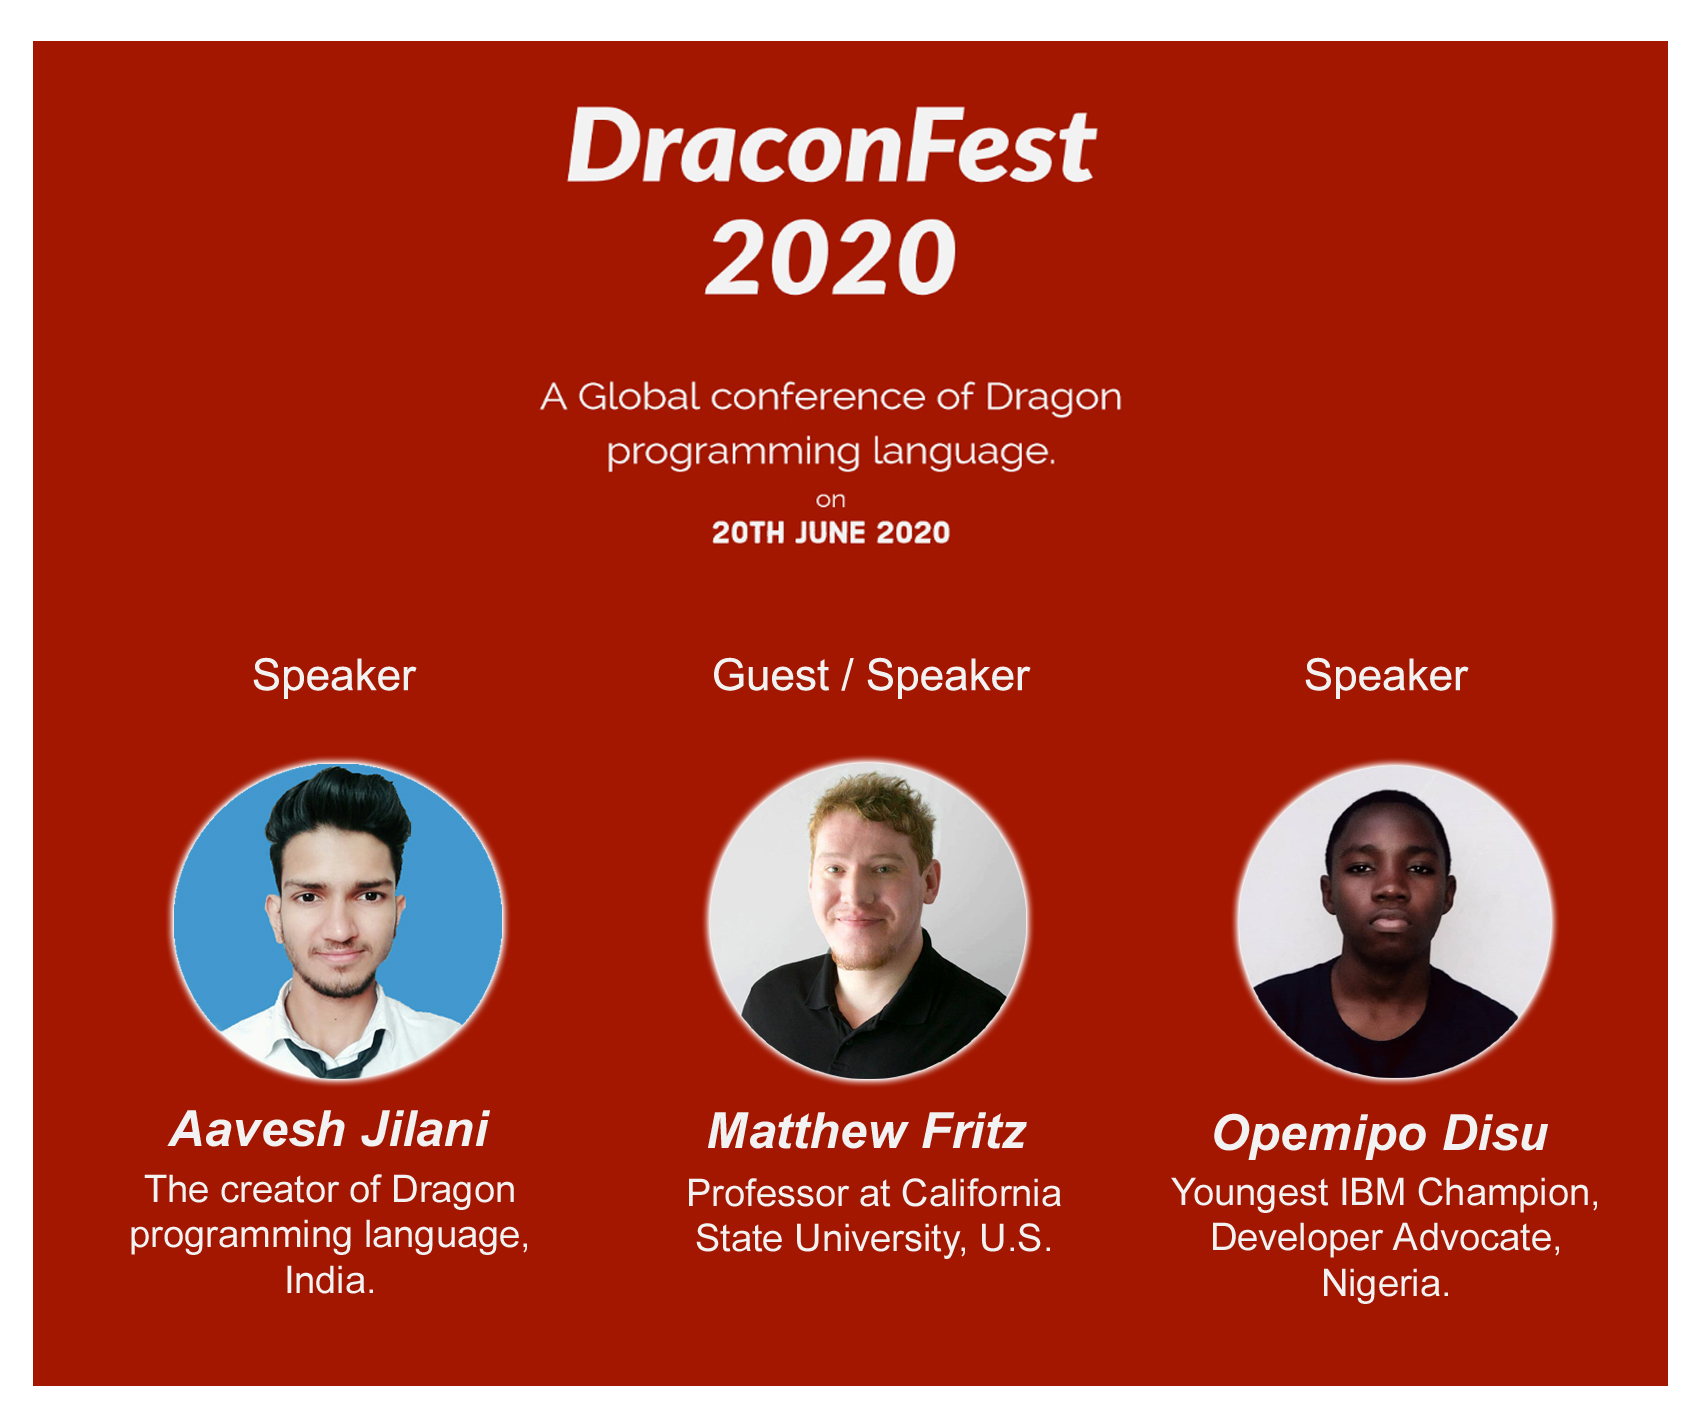 DraconFest
2020
A Global conference of Dragon
programming language.
on
20TH JUNE 2020
Speaker
Guest / Speaker
Speaker
Aavesh Jilani
The creator of Dragon
programming language,
India.
Matthew Fritz
Professor at California
State University, U.S.
Opemipo Disu
Youngest IBM Champion,
Developer Advocate,
Nigeria.